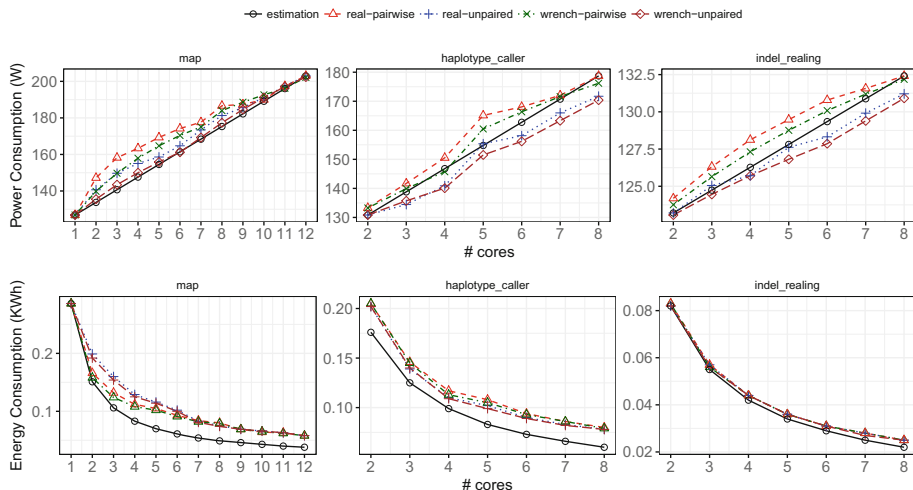 estimation real−pairwise real−unpaired wrench−pairwise wrench−unpaired
map haplotype_caller indel_realing
Power Consumption (W)
200
180
160
140
180
170
160
150
140
130
132.5
130.0
127.5
125.0
1 2 3 4 5 6 7 8 9 10 11 12 2 3 4 5 6 7 8 2 3 4 5 6 7 8
# cores # cores
map haplotype_caller indel_realing
Energy Consumption (KWh)
0.2
0.1
0.20
0.15
0.10
0.08
0.06
0.04
0.02
1 2 3 4 5 6 7 8 9 10 11 12 2 3 4 5 6 7 8 2 3 4 5 6 7 8
# cores # cores